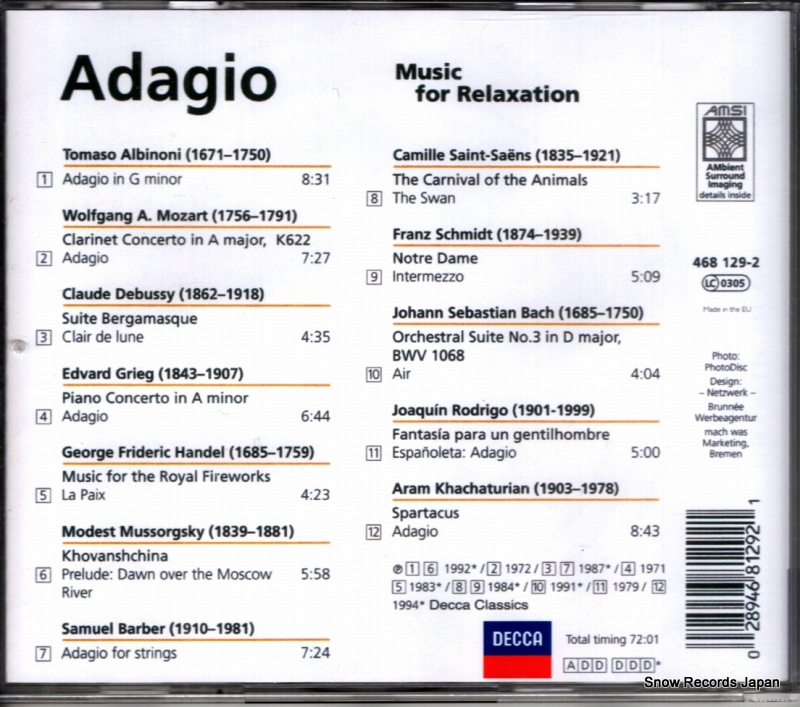 Adagio
Music
for Relaxation
Tomaso Albinoni (1671–1750)
1 Adagio in G minor 8:31
Wolfgang A. Mozart (1756–1791)
Clarinet Concerto in A major, K622
2 Adagio 7:27
Claude Debussy (1862–1918)
Suite Bergamasque
3 Clair de lune 4:35
Edvard Grieg (1843–1907)
Piano Concerto in A minor
4 Adagio 6:44
George Frideric Handel (1685–1759)
Music for the Royal Fireworks
5 La Paix 4:23
Modest Mussorgsky (1839–1881)
Khovanshchina
6 Prelude: Dawn over the Moscow 5:58
River
Samuel Barber (1910–1981)
7 Adagio for strings 7:24
Camille Saint-Saëns (1835–1921)
The Carnival of the Animals
8 The Swan 3:17
Franz Schmidt (1874–1939)
Notre Dame
9 Intermezzo 5:09
Johann Sebastian Bach (1685–1750)
Orchestral Suite No.3 in D major,
BWV 1068
10 Air 4:04
Joaquín Rodrigo (1901-1999)
Fantasía para un gentilhombre
11 Españoleta: Adagio 5:00
Aram Khachaturian (1903–1978)
Spartacus
12 Adagio 8:43
℗ 1 6 1992* / 2 1972 / 3 7 1987* / 4 1971
5 1983* / 8 9 1984* / 10 1991* / 11 1979 / 12
1994* Decca Classics
DECCA
Total timing 72:01
ADD DDD*
AMSI
AMbient
Surround
Imaging
details inside
468 129-2
LC 0305
Made in the EU
Photo:
PhotoDisc
Design:
– Netzwerk –
Brunnée
Werbeagentur
mach was
Marketing,
Bremen
0 28946 81292 1
Snow Records Japan